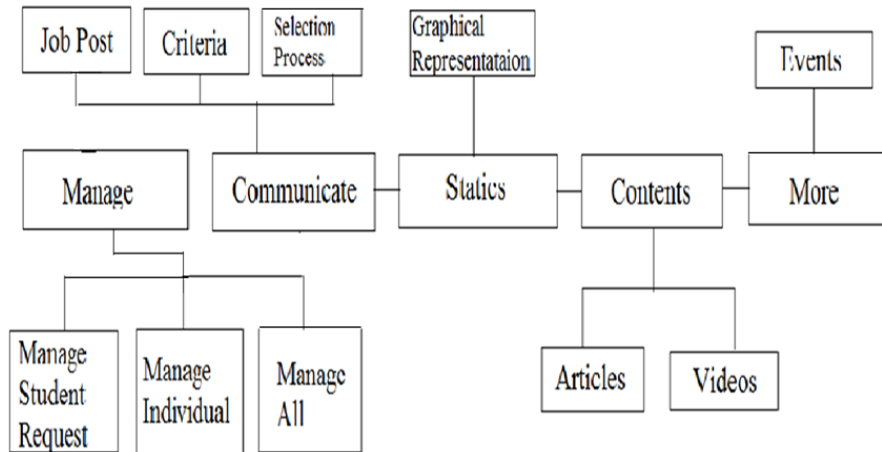 Job Post
Criteria
Selection
Process
Graphical
Representataion
Events
Manage
Communicate
Statics
Contents
More
Manage
Student
Request
Manage
Individual
Manage
All
Articles
Videos